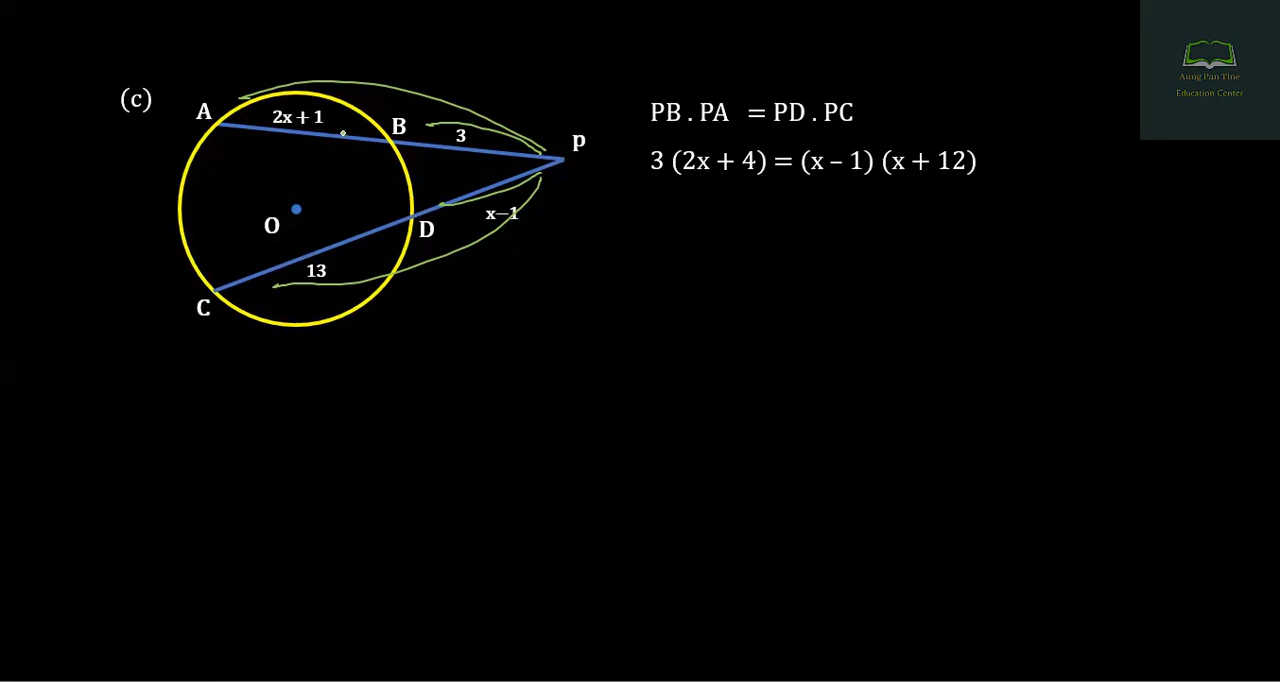 (c)
A
2x + 1
B
3
P
O
D
x–1
13
C
PB . PA = PD . PC
3 (2x + 4) = (x – 1) (x + 12)
Aung Pan Tine
Education Center